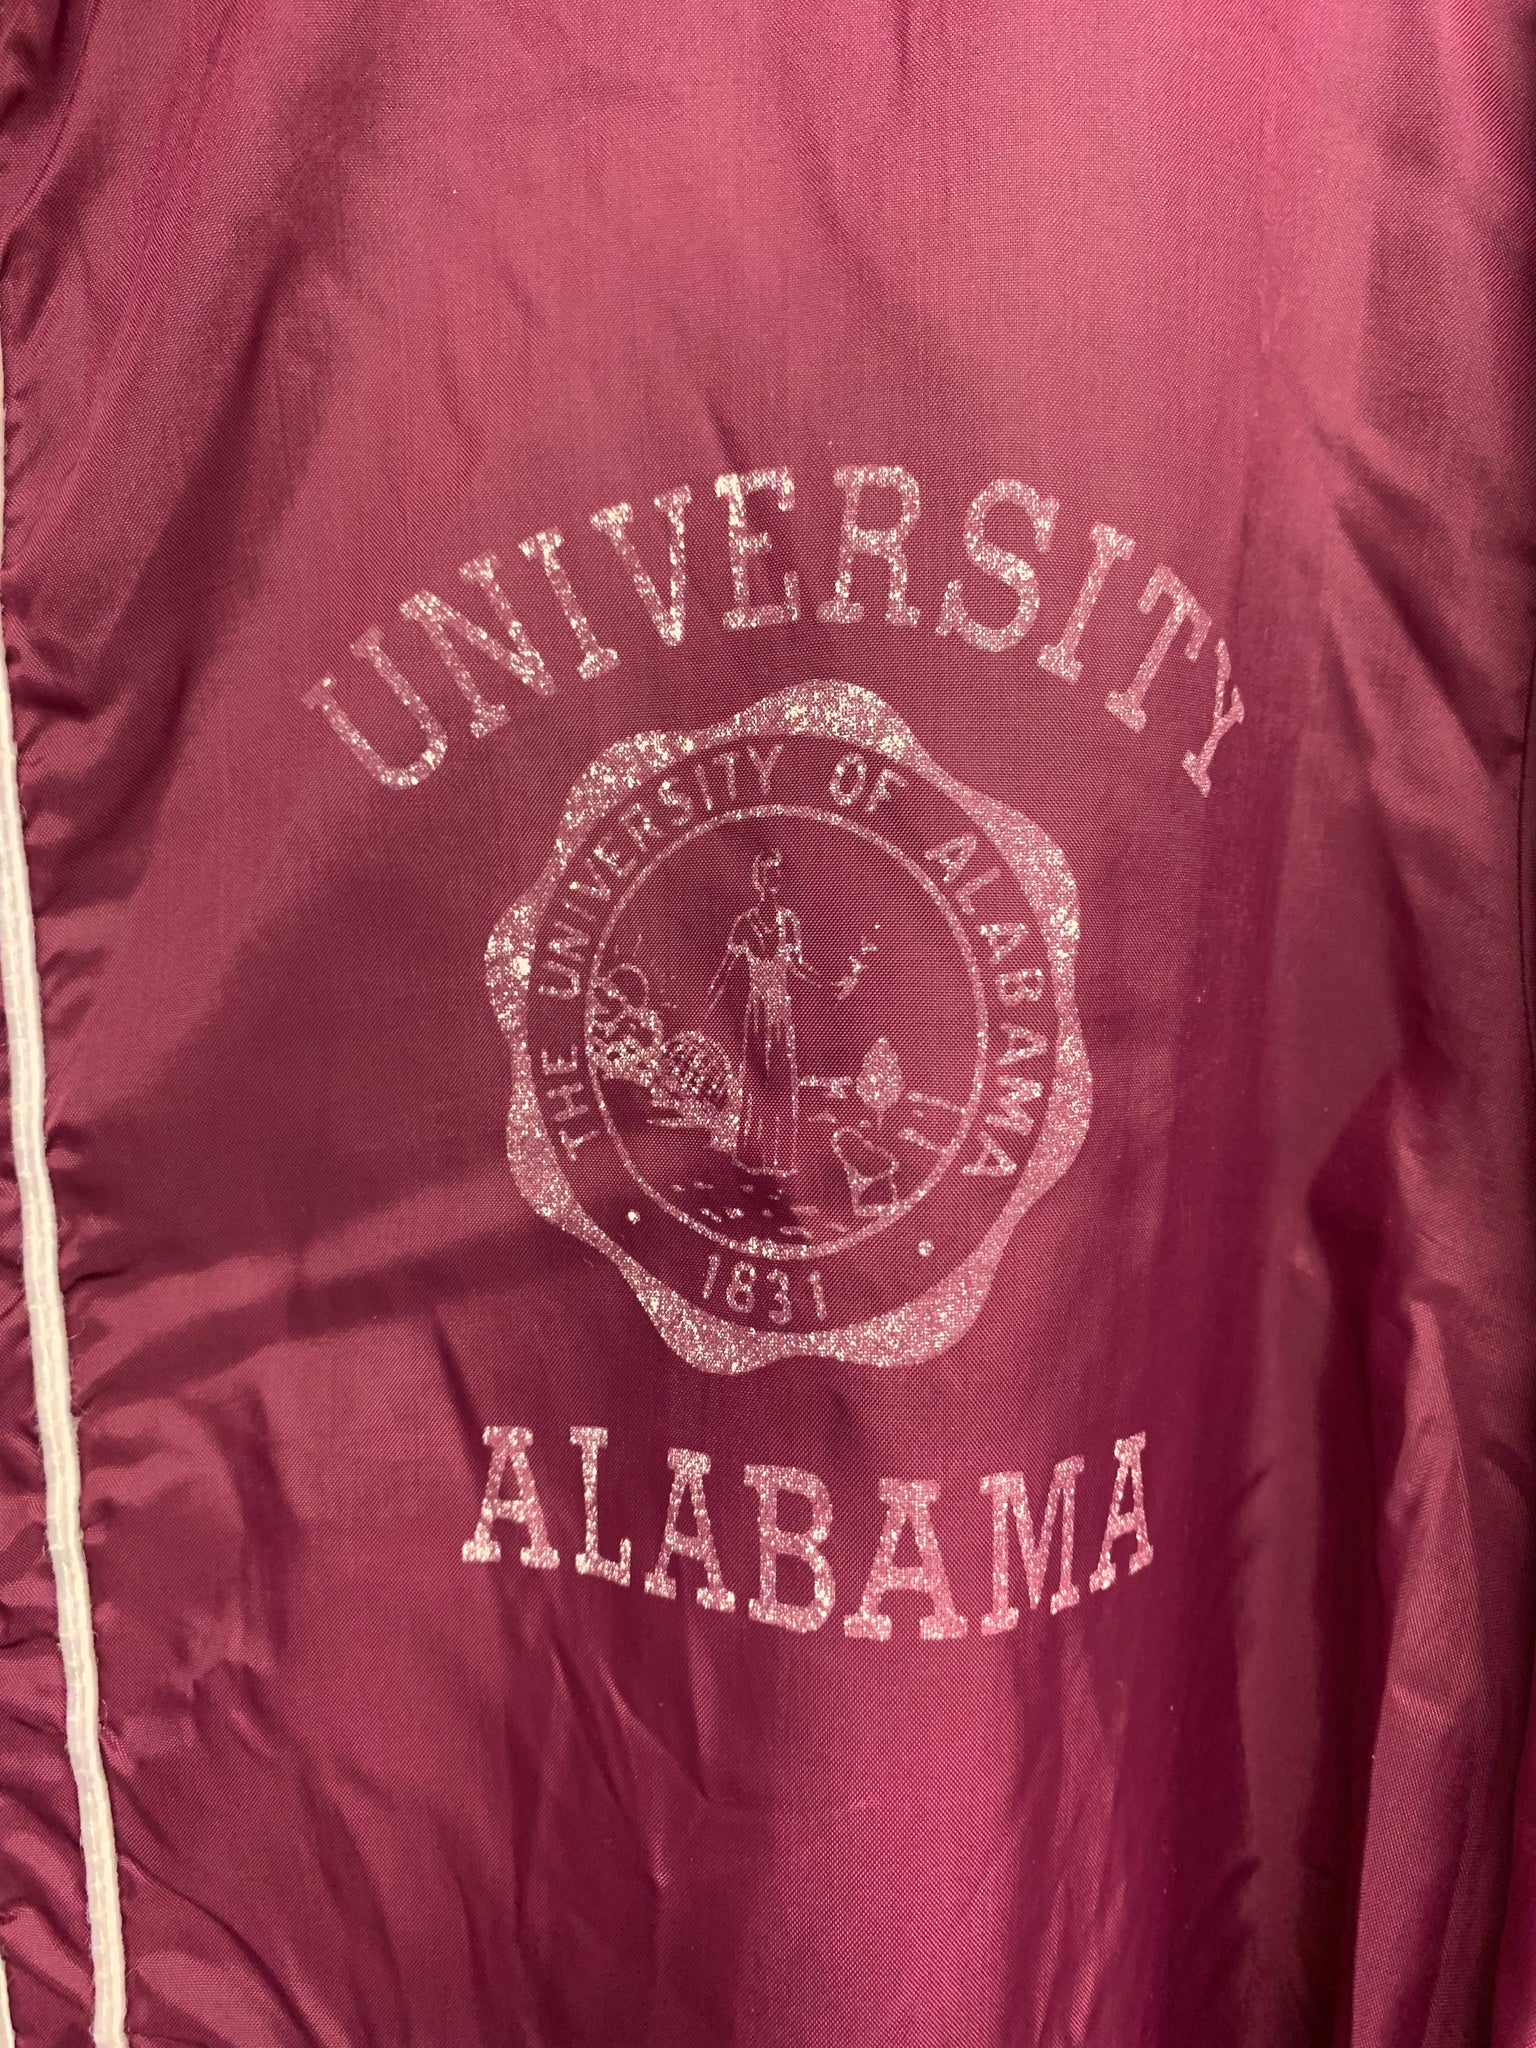 UNIVERSITY
THE UNIVERSITY OF ALABAMA
1831
ALABAMA